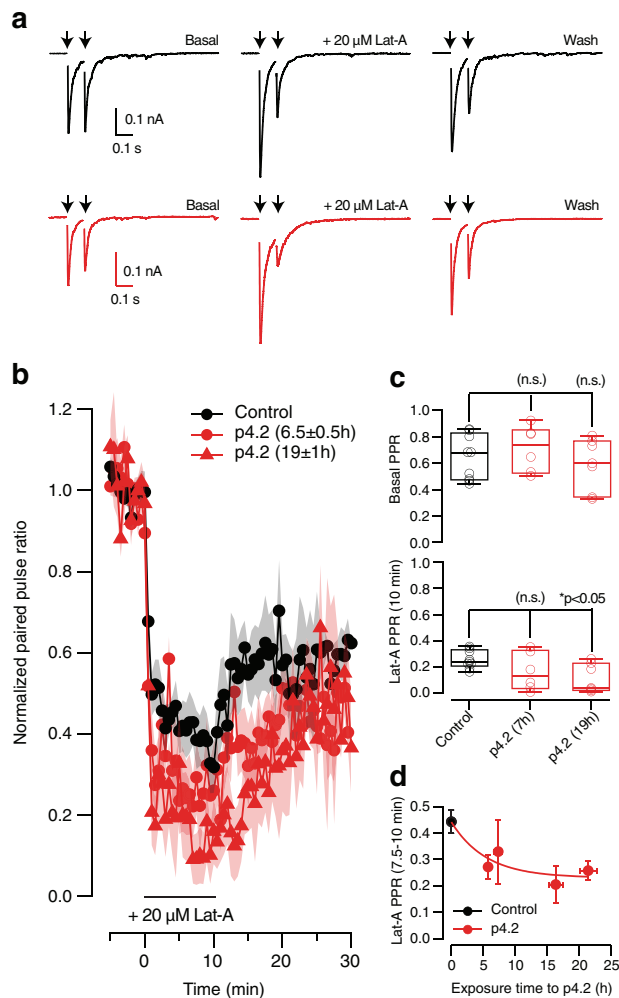 a
Basal
+ 20 µM Lat-A
Wash
0.1 nA
0.1 s
Basal
+ 20 µM Lat-A
Wash
0.1 nA
0.1 s
b
Normalized paired pulse ratio
1.2
1.0
0.8
0.6
0.4
0.2
0.0
Control
p4.2 (6.5±0.5h)
p4.2 (19±1h)
+ 20 µM Lat-A
0
10
20
30
Time (min)
c
(n.s.)
(n.s.)
Basal PPR
1.0
0.8
0.6
0.4
0.2
0.0
Lat-A PPR (10 min)
1.0
0.8
0.6
0.4
0.2
0.0
(n.s.)
*p<0.05
Control
p4.2 (7h)
p4.2 (19h)
d
Lat-A PPR (7.5-10 min)
0.5
0.4
0.3
0.2
0.1
0.0
Control
p4.2
0
5
10
15
20
25
Exposure time to p4.2 (h)